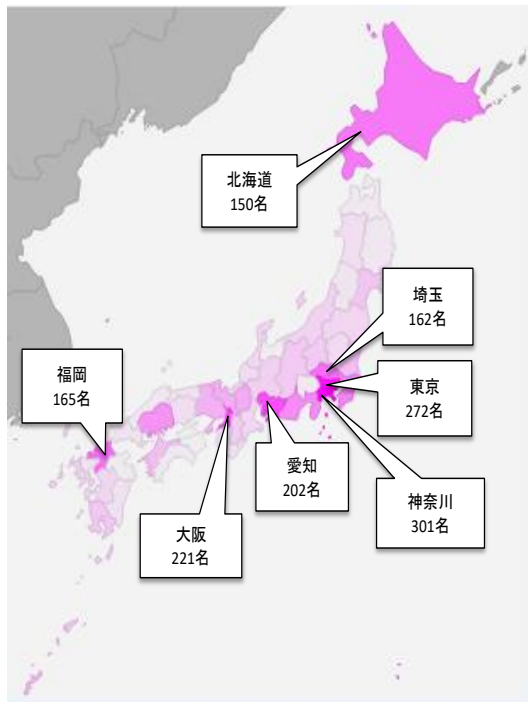 北海道
150名
埼玉
162名
福岡
165名
東京
272名
愛知
202名
神奈川
301名
大阪
221名